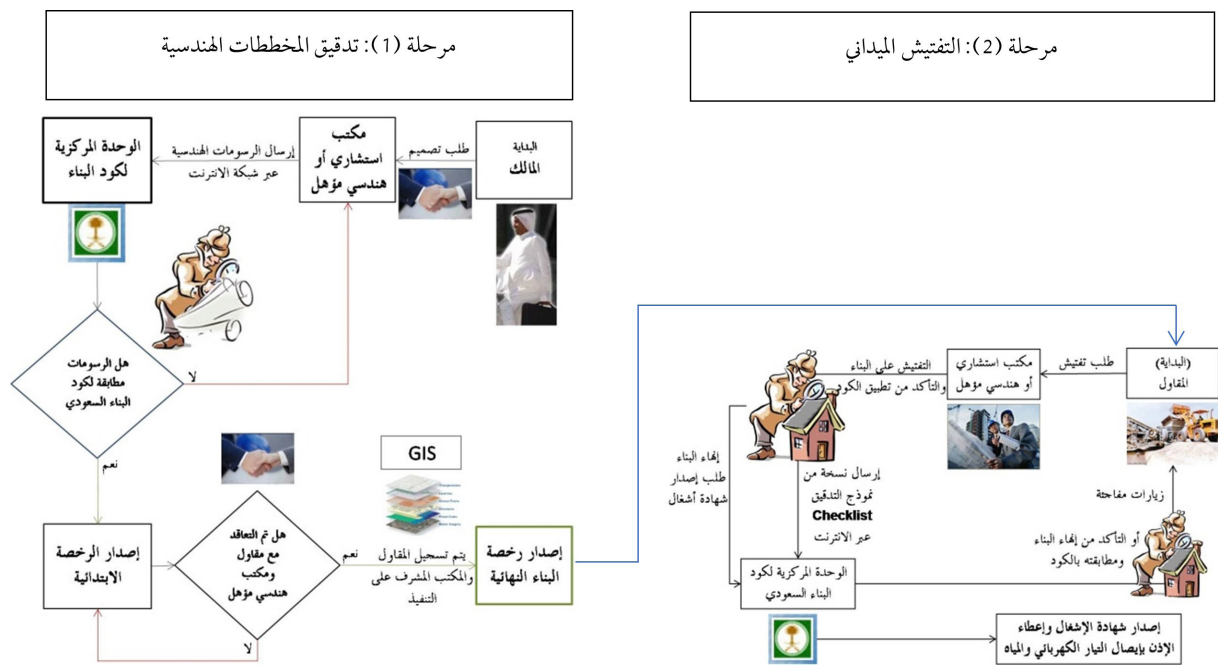 مرحلة (1): تدقيق المخططات الهندسية
البداية
المالك
طلب تصميم
مكتب
استشاري أو
هندسي مؤهل
إرسال الرسومات الهندسية
عبر شبكة الانترنت
الوحدة المركزية
لكود البناء
هل الرسومات
مطابقة لكود
البناء السعودي
لا
نعم
إصدار الرخصة
الابتدائية
هل تم التعاقد
مع مقاول
ومكتب
هندسي مؤهل
لا
نعم
GIS
يتم تسجيل المقاول
والمكتب المشرف على
التنفيذ
إصدار رخصة
البناء النهائية
مرحلة (2): التفتيش الميداني
(البداية)
المقاول
طلب تفتيش
مكتب استشاري
أو هندسي مؤهل
التفتيش على البناء
والتأكد من تطبيق الكود
إنهاء البناء
طلب إصدار
شهادة أشغال
إرسال نسخة من
نموذج التدقيق
Checklist
عبر الانترنت
الوحدة المركزية لكود
البناء السعودي
زيارات مفاجئة
أو التأكد من إنهاء البناء
ومطابقته بالكود
إصدار شهادة الإشغال وإعطاء
الإذن بإيصال التيار الكهربائي والمياه